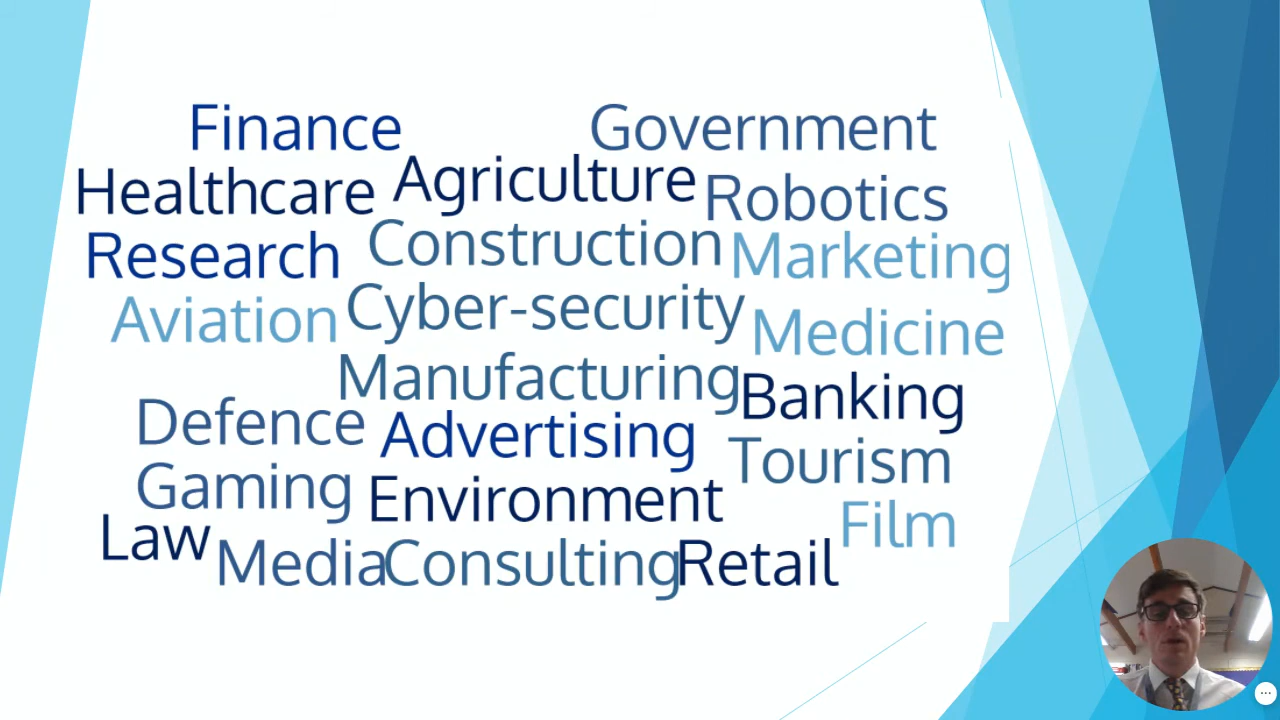 Finance Government
Healthcare Agriculture Robotics
Research Construction Marketing
Aviation Cyber-security Medicine
Manufacturing Banking
Defence Advertising Tourism
Gaming Environment Film
Law Media Consulting Retail